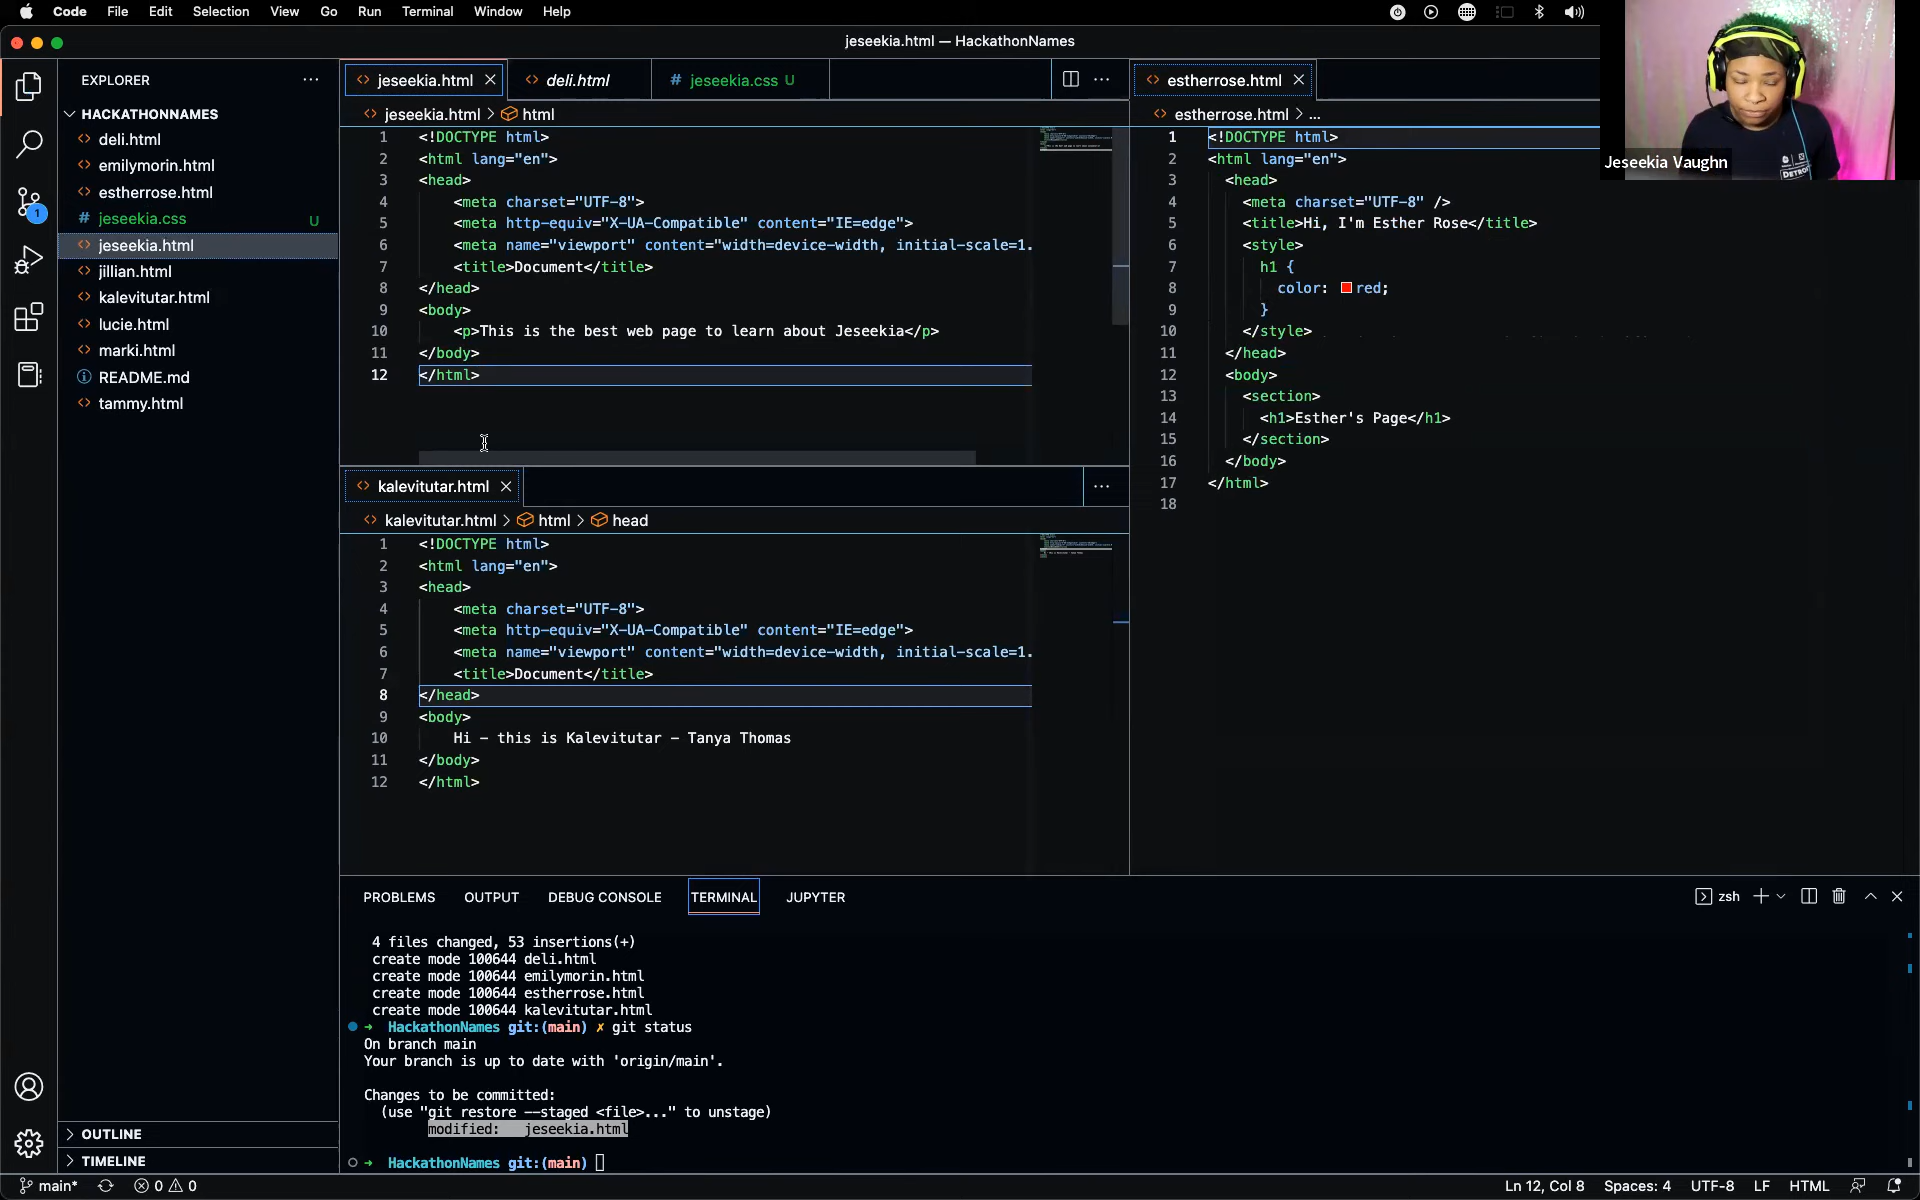 Code File Edit Selection View Go Run Terminal Window Help
jeseekia.html — HackathonNames
Jeseekia Vaughn
DETROIT
EXPLORER
HACKATHONNAMES
deli.html
emilymorin.html
estherrose.html
# jeseekia.css U
jeseekia.html
jillian.html
kalevitutar.html
lucie.html
marki.html
README.md
tammy.html
1
OUTLINE
TIMELINE
jeseekia.html deli.html # jeseekia.css U
jeseekia.html > html
1 <!DOCTYPE html>
2 <html lang="en">
3 <head>
4 <meta charset="UTF-8">
5 <meta http-equiv="X-UA-Compatible" content="IE=edge">
6 <meta name="viewport" content="width=device-width, initial-scale=1.
7 <title>Document</title>
8 </head>
9 <body>
10 <p>This is the best web page to learn about Jeseekia</p>
11 </body>
12 </html>
kalevitutar.html
kalevitutar.html > html > head
1 <!DOCTYPE html>
2 <html lang="en">
3 <head>
4 <meta charset="UTF-8">
5 <meta http-equiv="X-UA-Compatible" content="IE=edge">
6 <meta name="viewport" content="width=device-width, initial-scale=1.
7 <title>Document</title>
8 </head>
9 <body>
10 Hi - this is Kalevitutar - Tanya Thomas
11 </body>
12 </html>
estherrose.html
estherrose.html > ...
1 <!DOCTYPE html>
2 <html lang="en">
3 <head>
4 <meta charset="UTF-8" />
5 <title>Hi, I'm Esther Rose</title>
6 <style>
7 h1 {
8 color: red;
9 }
10 </style>
11 </head>
12 <body>
13 <section>
14 <h1>Esther's Page</h1>
15 </section>
16 </body>
17 </html>
18
PROBLEMS OUTPUT DEBUG CONSOLE TERMINAL JUPYTER
zsh
4 files changed, 53 insertions(+)
create mode 100644 deli.html
create mode 100644 emilymorin.html
create mode 100644 estherrose.html
create mode 100644 kalevitutar.html
➜ HackathonNames git:(main) ✗ git status
On branch main
Your branch is up to date with 'origin/main'.
Changes to be committed:
(use "git restore --staged <file>..." to unstage)
modified: jeseekia.html
➜ HackathonNames git:(main)
main* 0 0
Ln 12, Col 8 Spaces: 4 UTF-8 LF HTML